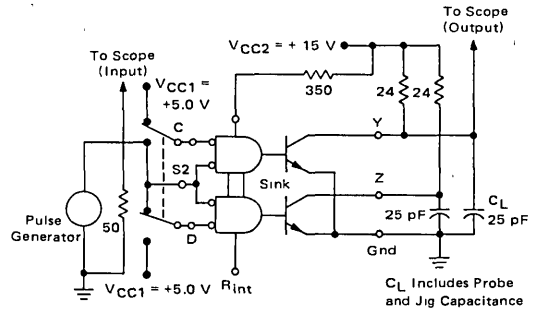 To Scope
(Output)
To Scope
(Input)
VCC2 = + 15 V
VCC1 =
+5.0 V
350
24
24
C
Y
S2
Sink
Z
Pulse
Generator
50
25 pF
CL
25 pF
D
Gnd
VCC1 = +5.0 V
Rint
CL Includes Probe
and Jig Capacitance